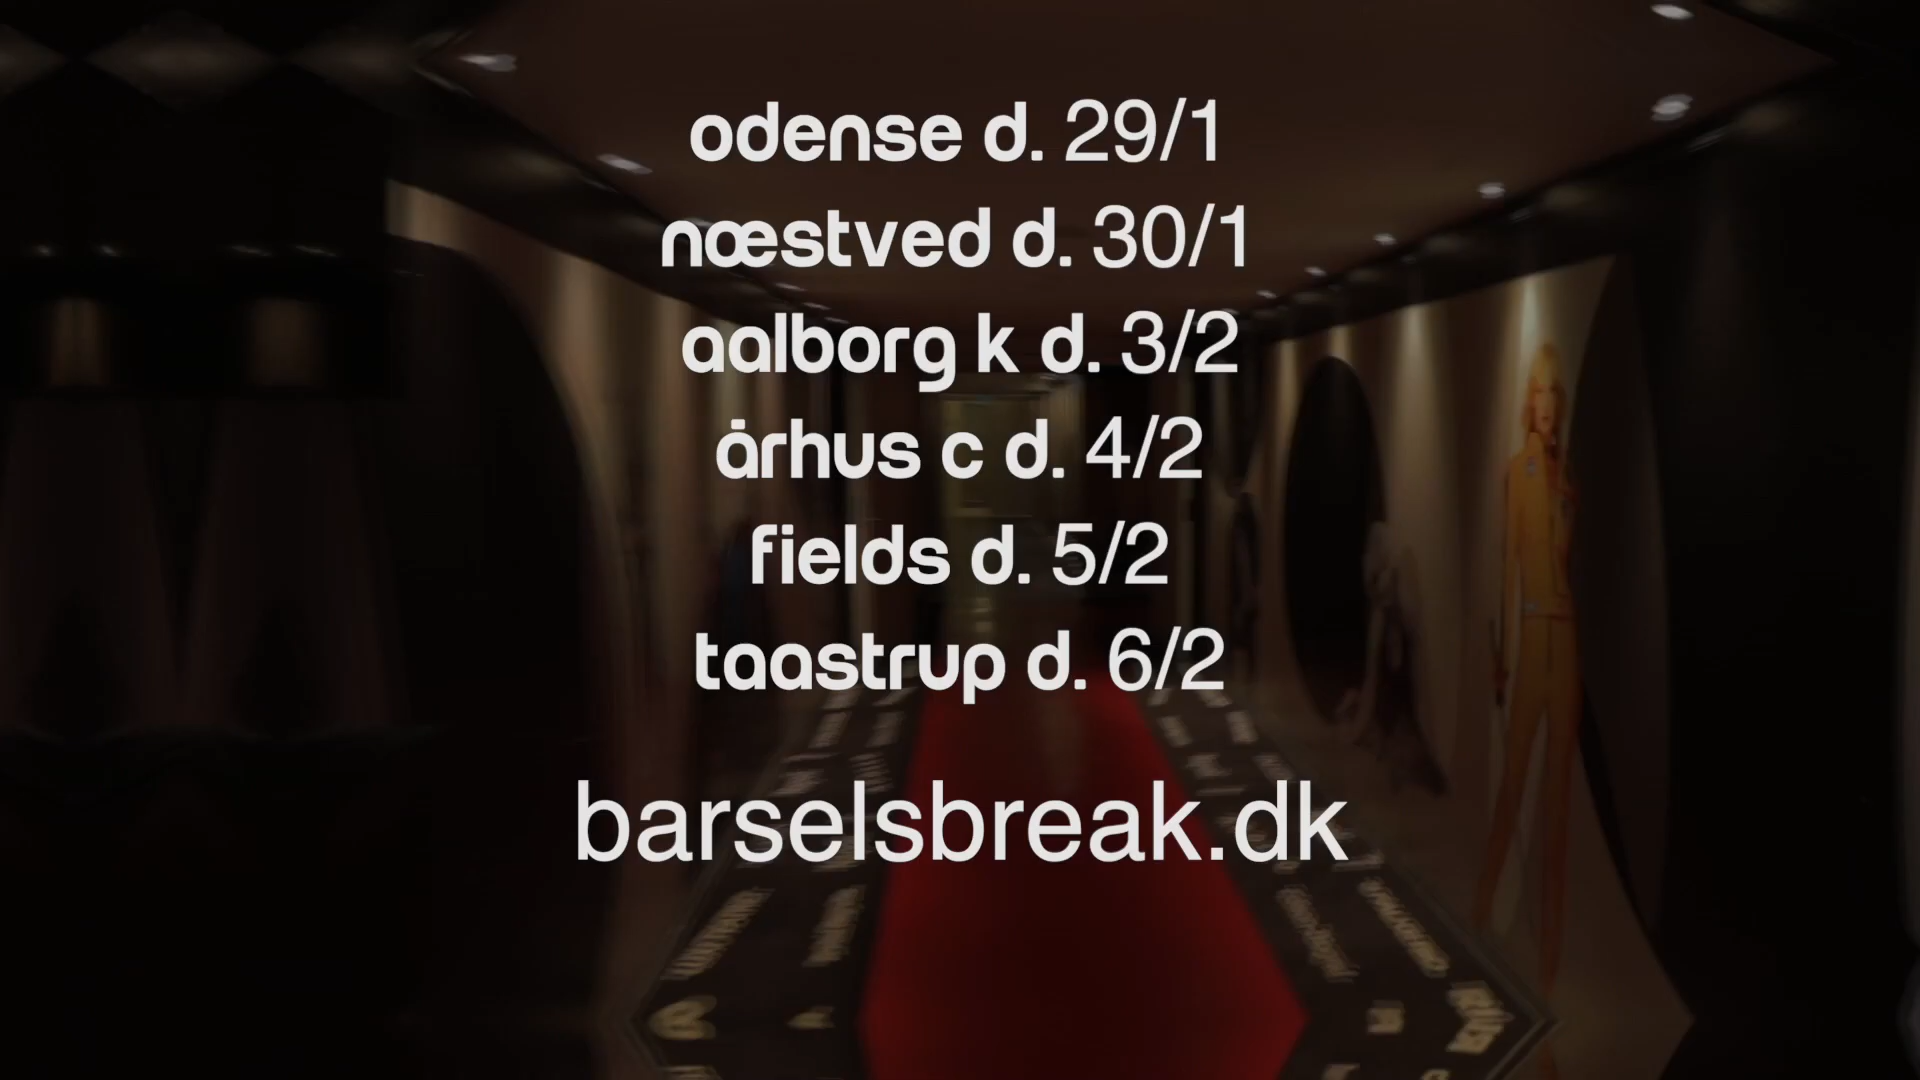 odense d. 29/1
næstved d. 30/1
aalborg k d. 3/2
århus c d. 4/2
fields d. 5/2
taastrup d. 6/2
barselsbreak.dk